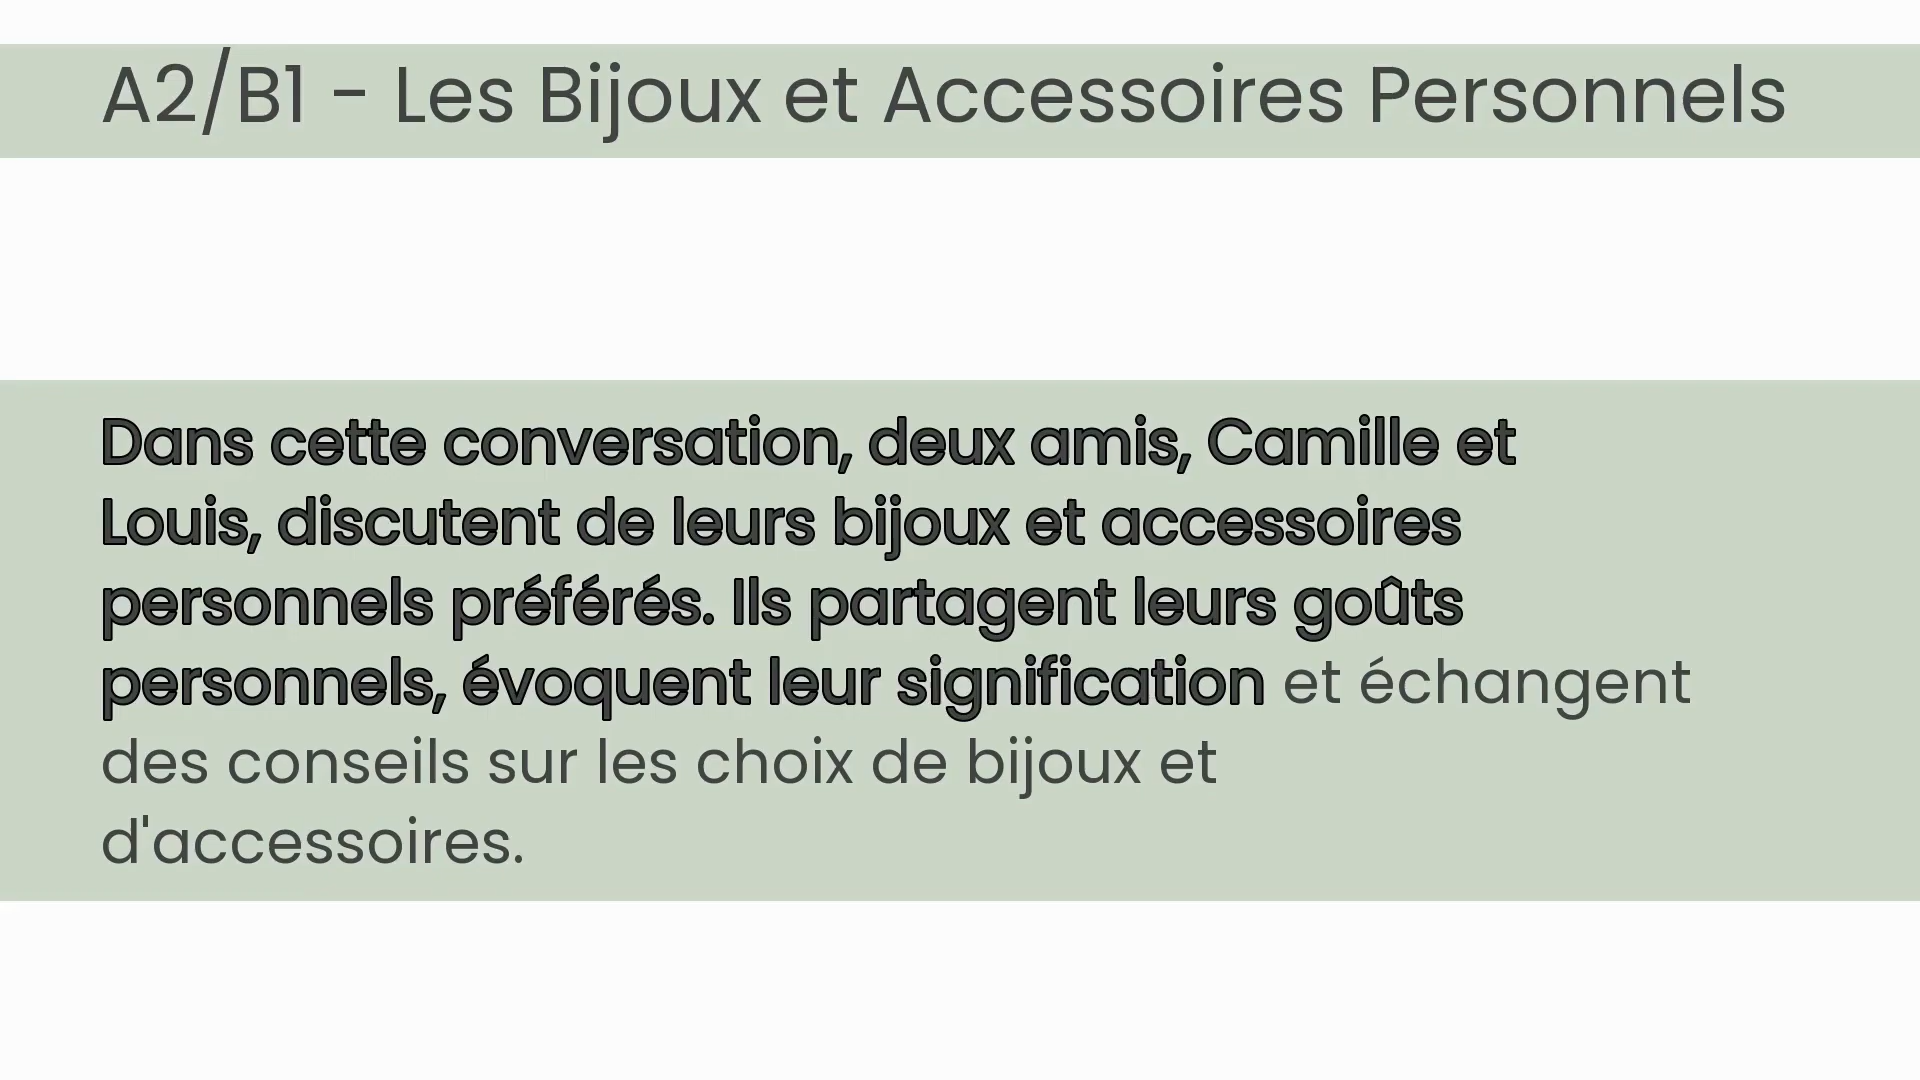 A2/B1 - Les Bijoux et Accessoires Personnels
Dans cette conversation, deux amis, Camille et
Louis, discutent de leurs bijoux et accessoires
personnels préférés. Ils partagent leurs goûts
personnels, évoquent leur signification et échangent
des conseils sur les choix de bijoux et
d'accessoires.